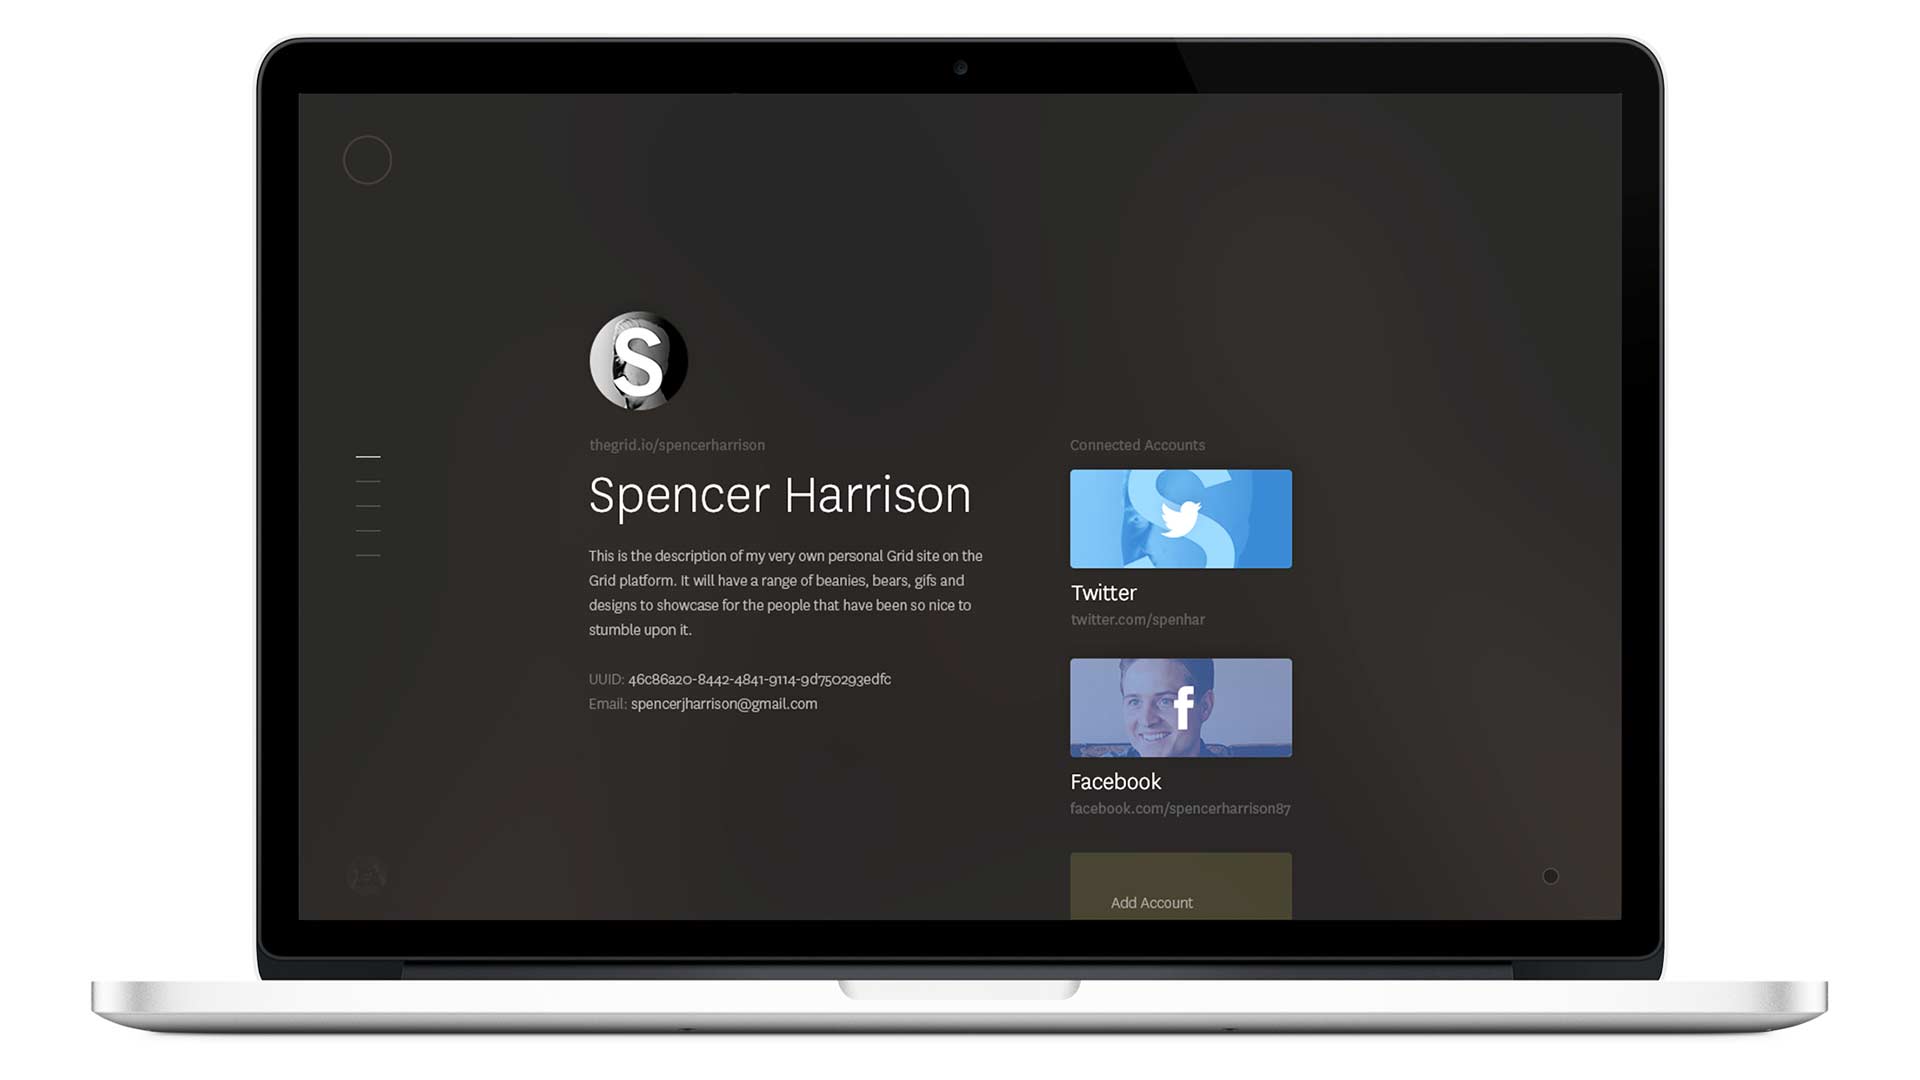 S
thegrid.io/spencerharrison
Spencer Harrison
This is the description of my very own personal Grid site on the
Grid platform. It will have a range of beanies, bears, gifs and
designs to showcase for the people that have been so nice to
stumble upon it.
UUID: 46c86a20-8442-4841-9114-9d750293edfc
Email: spencerjharrison@gmail.com
Connected Accounts
S
Twitter
twitter.com/spenhar
f
Facebook
facebook.com/spencerharrison87
Add Account